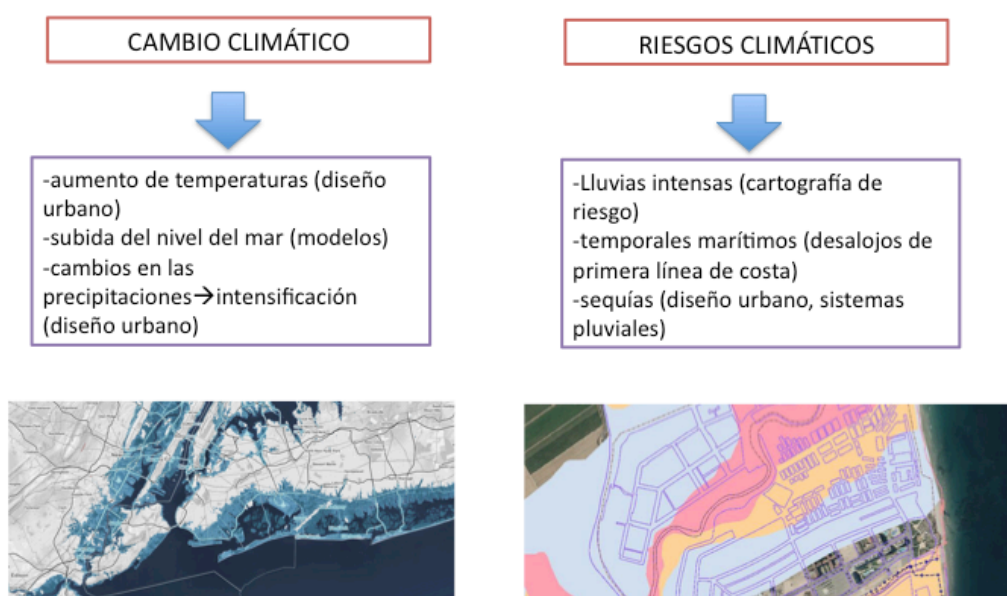 CAMBIO CLIMÁTICO
-aumento de temperaturas (diseño
urbano)
-subida del nivel del mar (modelos)
-cambios en las
precipitaciones→intensificación
(diseño urbano)
RIESGOS CLIMÁTICOS
-Lluvias intensas (cartografía de
riesgo)
-temporales marítimos (desalojos de
primera línea de costa)
-sequías (diseño urbano, sistemas
pluviales)